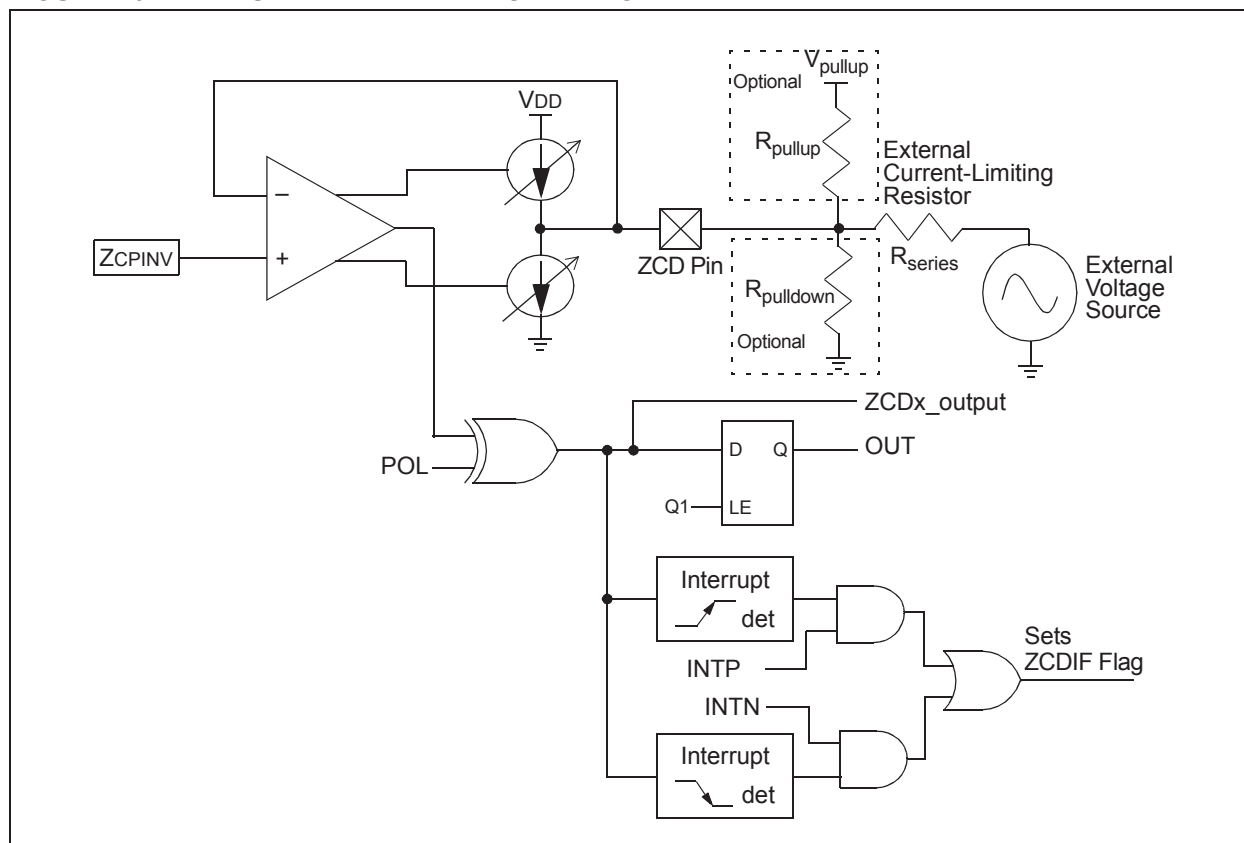 Vpullup
Optional
VDD
Rpullup
External
Current-Limiting
Resistor
−
ZCPINV
+
ZCD Pin
Rseries
External
Voltage
Source
Rpulldown
Optional
ZCDx_output
POL
D Q
OUT
Q1
LE
Interrupt
det
INTP
Sets
ZCDIF Flag
INTN
Interrupt
det